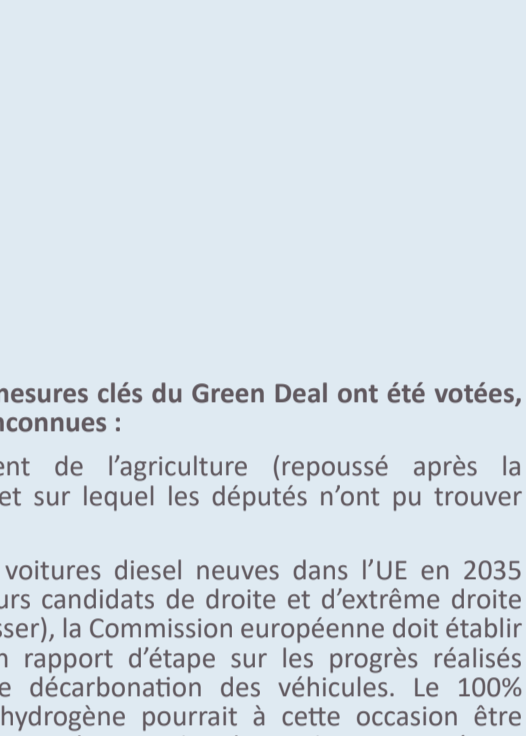 mesures clés du Green Deal ont été votées,
nconnues :
ent de l’agriculture (repoussé après la
et sur lequel les députés n’ont pu trouver
voitures diesel neuves dans l’UE en 2035
urs candidats de droite et d’extrême droite
sser), la Commission européenne doit établir
n rapport d’étape sur les progrès réalisés
e décarbonation des véhicules. Le 100%
hydrogène pourrait à cette occasion être